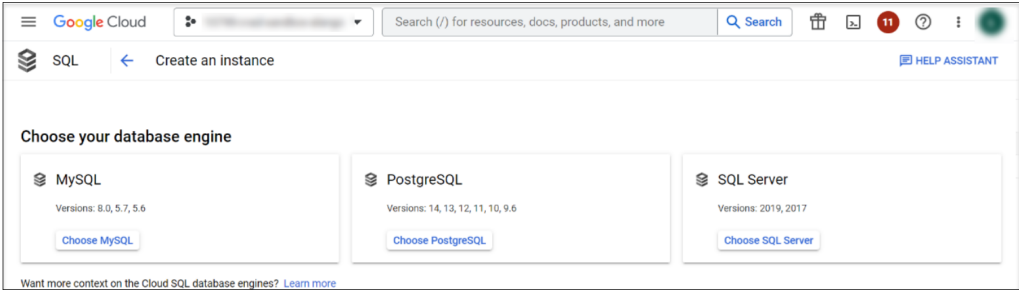 Google Cloud
Search (/) for resources, docs, products, and more
Search
11
SQL
Create an instance
HELP ASSISTANT
Choose your database engine
MySQL
Versions: 8.0, 5.7, 5.6
Choose MySQL
PostgreSQL
Versions: 14, 13, 12, 11, 10, 9.6
Choose PostgreSQL
SQL Server
Versions: 2019, 2017
Choose SQL Server
Want more context on the Cloud SQL database engines? Learn more